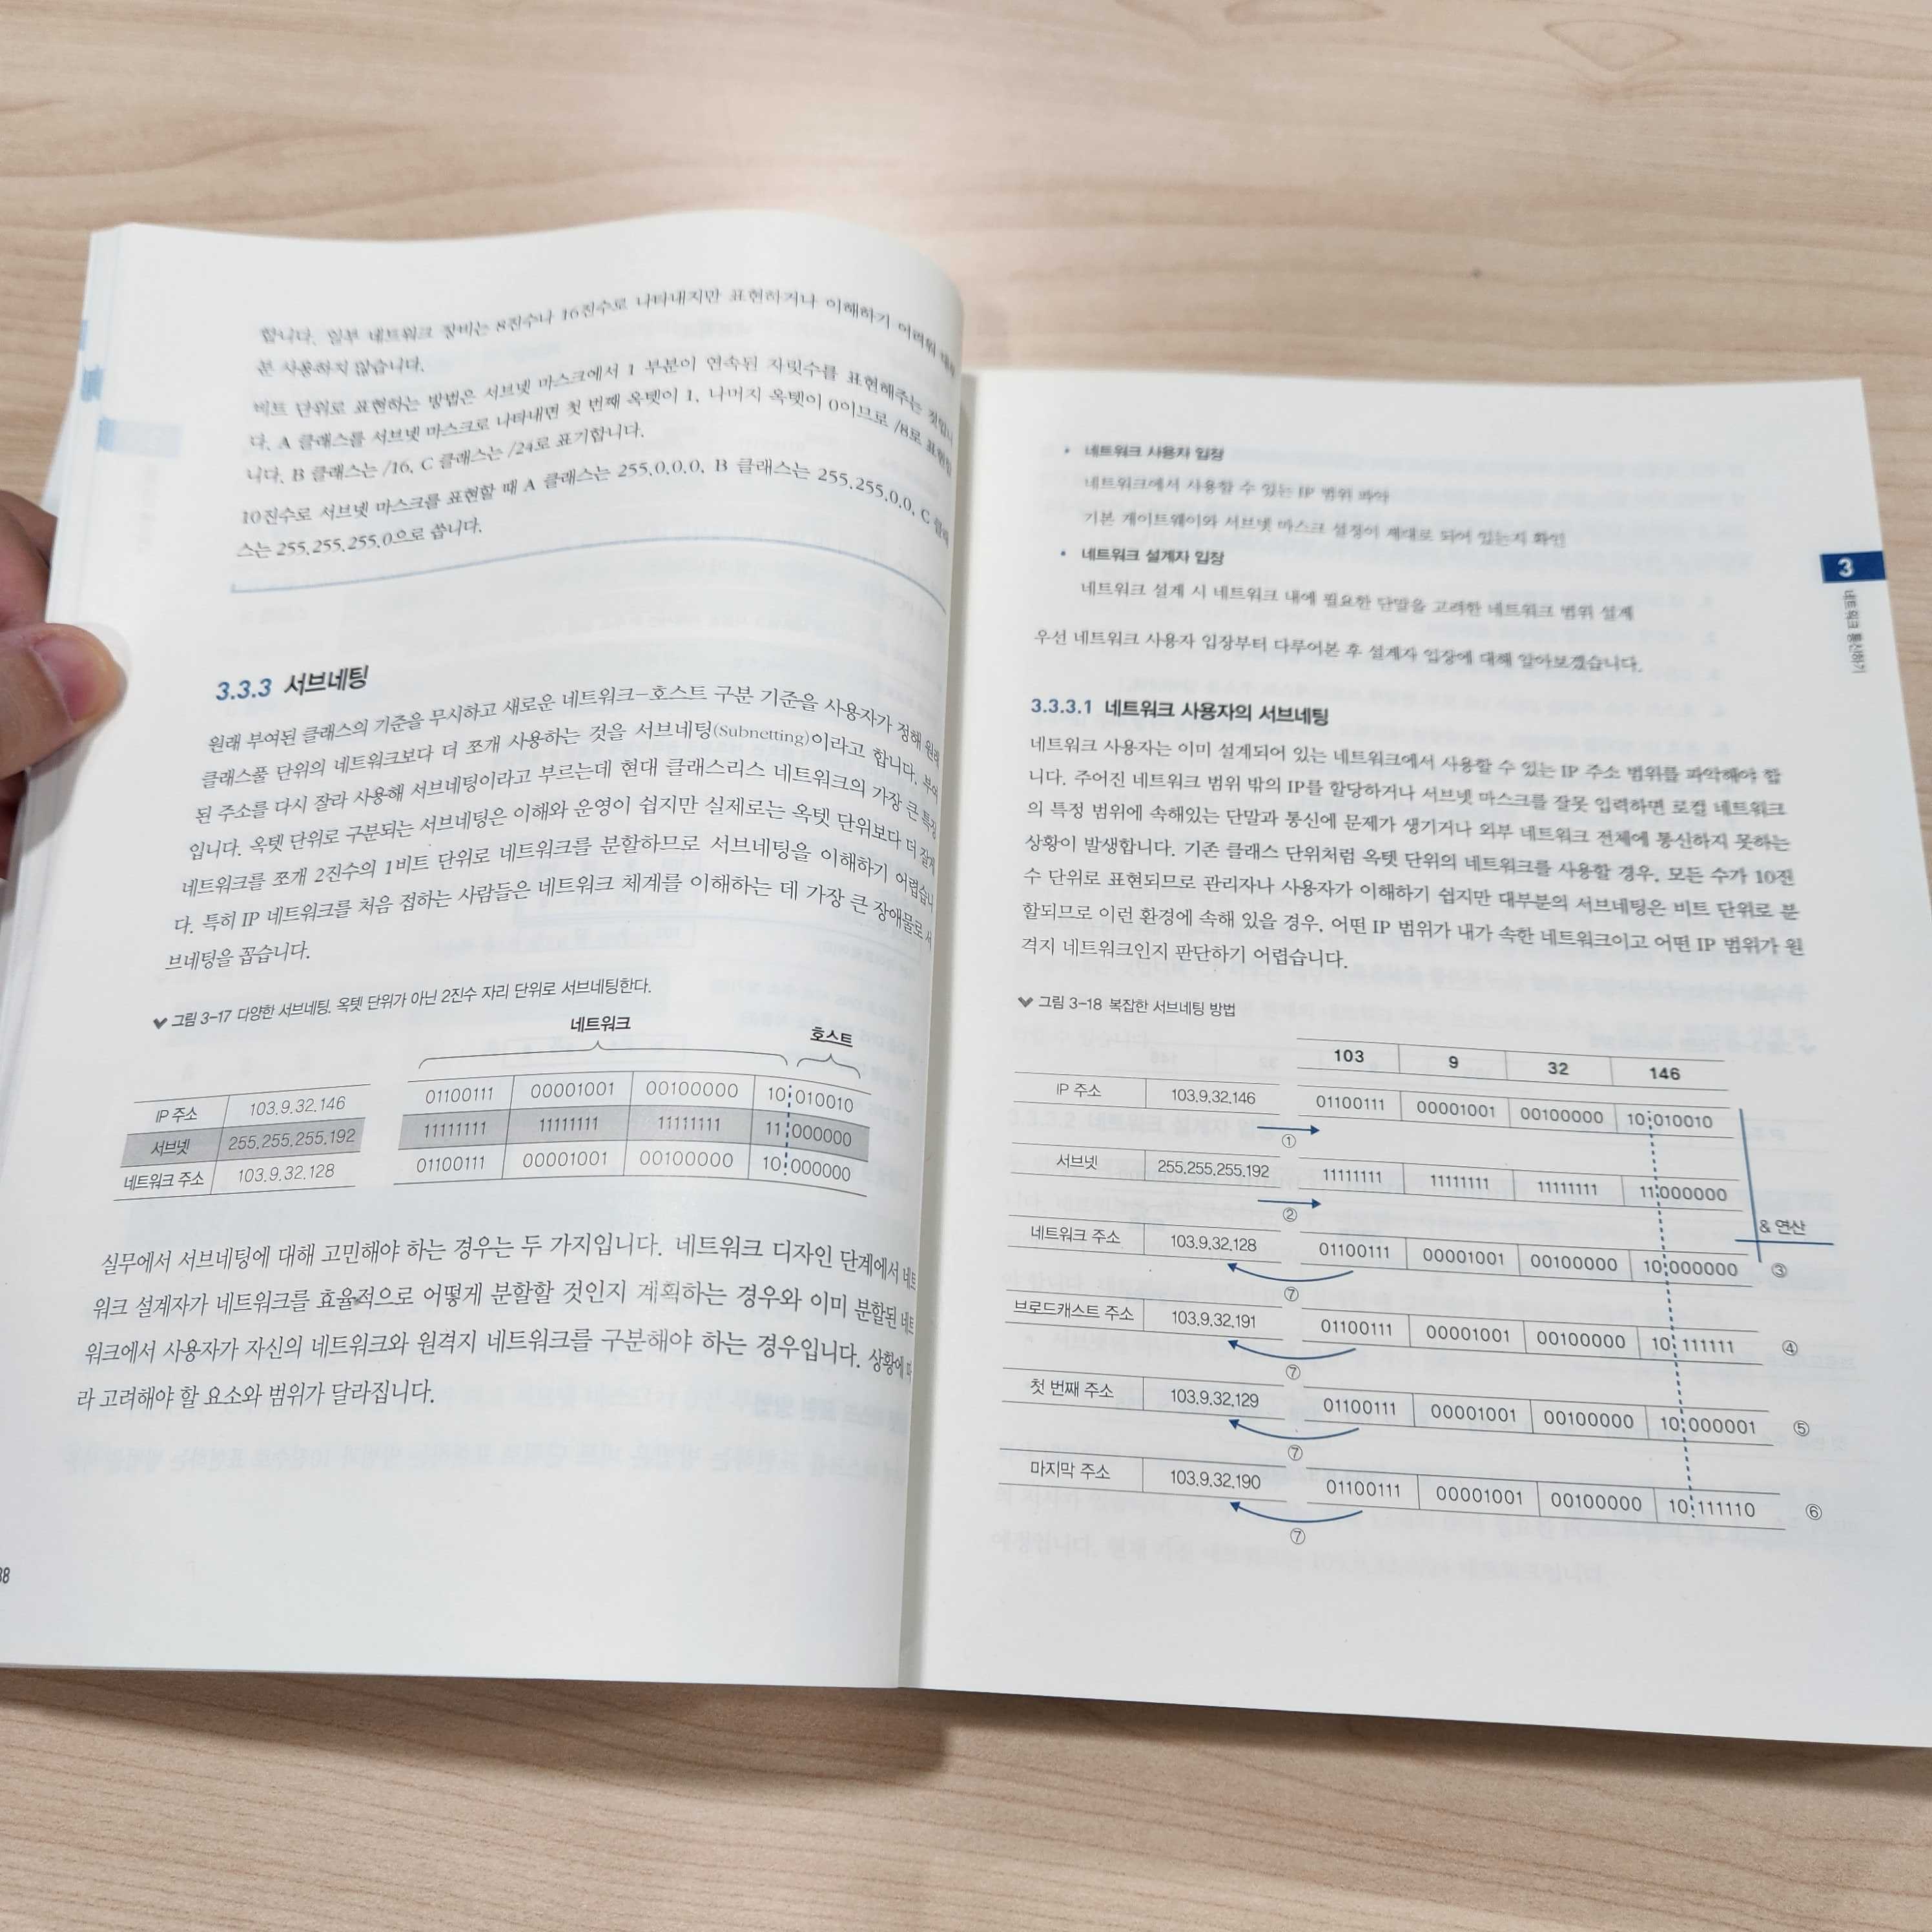 합니다. 일부 네트워크 장비는 8진수나 16진수로 나타내지만 표현하거나 이해하기 어려워 대부
분 사용하지 않습니다.
비트 단위로 표현하는 방법은 서브넷 마스크에서 1 부분이 연속된 자릿수를 표현해주는 것입니
다. A 클래스를 서브넷 마스크로 나타내면 첫 번째 옥텟이 1, 나머지 옥텟이 0이므로 /8로 표현합
니다. B 클래스는 /16, C 클래스는 /24로 표기합니다.
10진수로 서브넷 마스크를 표현할 때 A 클래스는 255.0.0.0, B 클래스는 255.255.0.0, C 클래
스는 255.255.255.0으로 씁니다.
3.3.3 서브네팅
원래 부여된 클래스의 기준을 무시하고 새로운 네트워크-호스트 구분 기준을 사용자가 정해 원래
클래스풀 단위의 네트워크보다 더 쪼개 사용하는 것을 서브네팅(Subnetting)이라고 합니다. 부여
된 주소를 다시 잘라 사용해 서브네팅이라고 부르는데 현대 클래스리스 네트워크의 가장 큰 특징
입니다. 옥텟 단위로 구분되는 서브네팅은 이해와 운영이 쉽지만 실제로는 옥텟 단위보다 더 잘게
네트워크를 쪼개 2진수의 1비트 단위로 네트워크를 분할하므로 서브네팅을 이해하기 어렵습니
다. 특히 IP 네트워크를 처음 접하는 사람들은 네트워크 체계를 이해하는 데 가장 큰 장애물로 서
브네팅을 꼽습니다.
그림 3-17 다양한 서브네팅. 옥텟 단위가 아닌 2진수 자리 단위로 서브네팅한다.
네트워크 호스트
IP 주소 103.9.32.146 01100111 00001001 00100000 10 010010
서브넷 255.255.255.192 11111111 11111111 11111111 11 000000
네트워크 주소 103.9.32.128 01100111 00001001 00100000 10 000000
실무에서 서브네팅에 대해 고민해야 하는 경우는 두 가지입니다. 네트워크 디자인 단계에서 네트
워크 설계자가 네트워크를 효율적으로 어떻게 분할할 것인지 계획하는 경우와 이미 분할된 네트
워크에서 사용자가 자신의 네트워크와 원격지 네트워크를 구분해야 하는 경우입니다. 상황에 따
라 고려해야 할 요소와 범위가 달라집니다.
38
• 네트워크 사용자 입장
네트워크에서 사용할 수 있는 IP 범위 파악
기본 게이트웨이와 서브넷 마스크 설정이 제대로 되어 있는지 확인
• 네트워크 설계자 입장
네트워크 설계 시 네트워크 내에 필요한 단말을 고려한 네트워크 범위 설계
우선 네트워크 사용자 입장부터 다루어본 후 설계자 입장에 대해 알아보겠습니다.
3
네트워크 통신하기
3.3.3.1 네트워크 사용자의 서브네팅
네트워크 사용자는 이미 설계되어 있는 네트워크에서 사용할 수 있는 IP 주소 범위를 파악해야 합
니다. 주어진 네트워크 범위 밖의 IP를 할당하거나 서브넷 마스크를 잘못 입력하면 로컬 네트워크
의 특정 범위에 속해있는 단말과 통신에 문제가 생기거나 외부 네트워크 전체에 통신하지 못하는
상황이 발생합니다. 기존 클래스 단위처럼 옥텟 단위의 네트워크를 사용할 경우, 모든 수가 10진
수 단위로 표현되므로 관리자나 사용자가 이해하기 쉽지만 대부분의 서브네팅은 비트 단위로 분
할되므로 이런 환경에 속해 있을 경우, 어떤 IP 범위가 내가 속한 네트워크이고 어떤 IP 범위가 원
격지 네트워크인지 판단하기 어렵습니다.
그림 3-18 복잡한 서브네팅 방법
103 9 32 146
IP 주소 103.9.32.146 01100111 00001001 00100000 10 010010
①
서브넷 255.255.255.192 11111111 11111111 11111111 11 000000
②
& 연산
네트워크 주소 103.9.32.128 01100111 00001001 00100000 10 000000 ③
⑦
브로드캐스트 주소 103.9.32.191 01100111 00001001 00100000 10 111111 ④
⑦
첫 번째 주소 103.9.32.129 01100111 00001001 00100000 10 000001 ⑤
⑦
마지막 주소 103.9.32.190 01100111 00001001 00100000 10 111110 ⑥
⑦